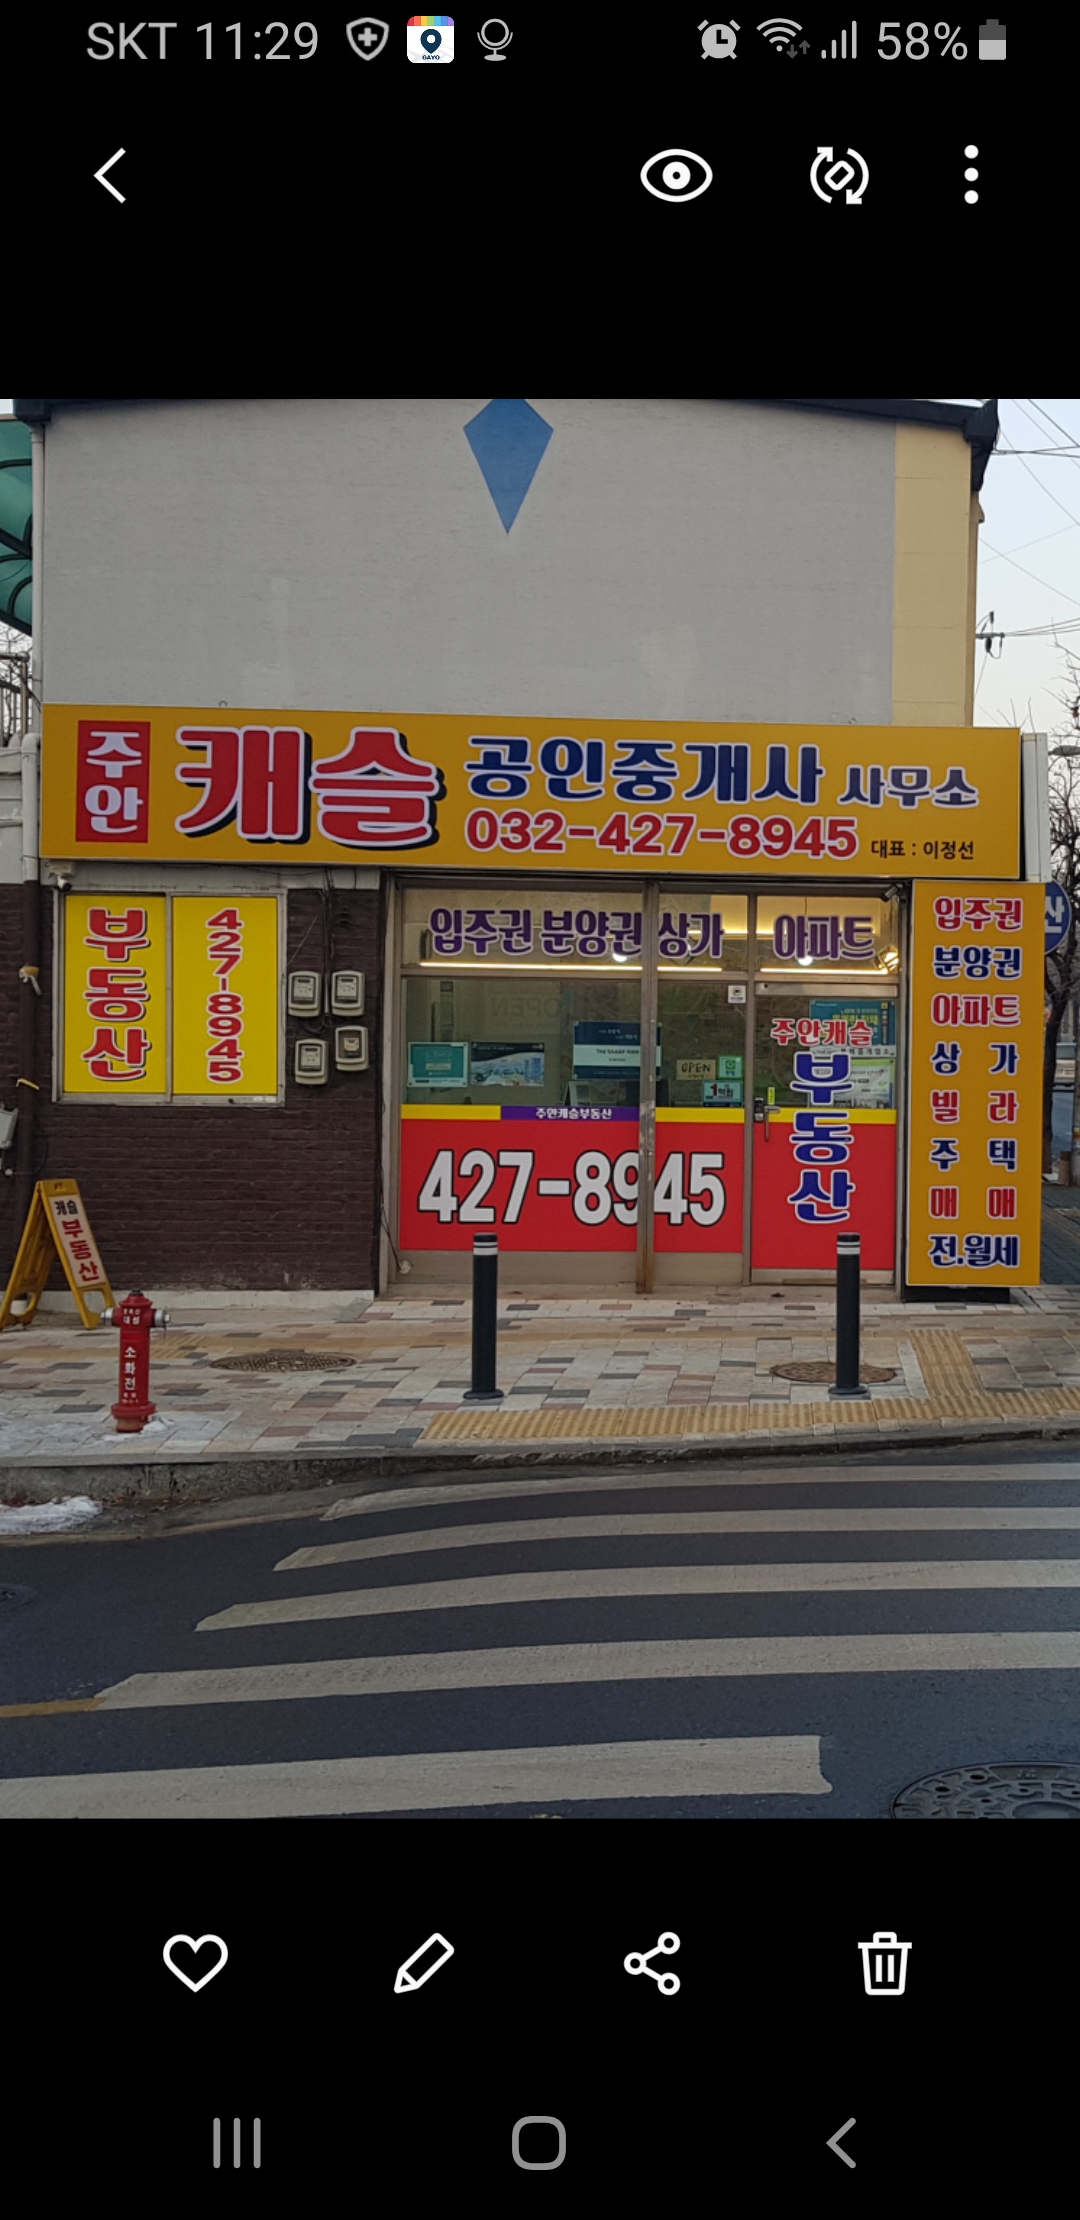 SKT 11:29
58%
주안
캐슬
공인중개사 사무소
032-427-8945
대표 : 이정선
부동산
427-8945
입주권 분양권 상가 아파트
입주권
분양권
아파트
상 가
빌 라
주 택
매 매
전.월세
산
OPEN
주안캐슬
부동산
주안캐슬부동산
427-8945
캐슬
부동산
소화전